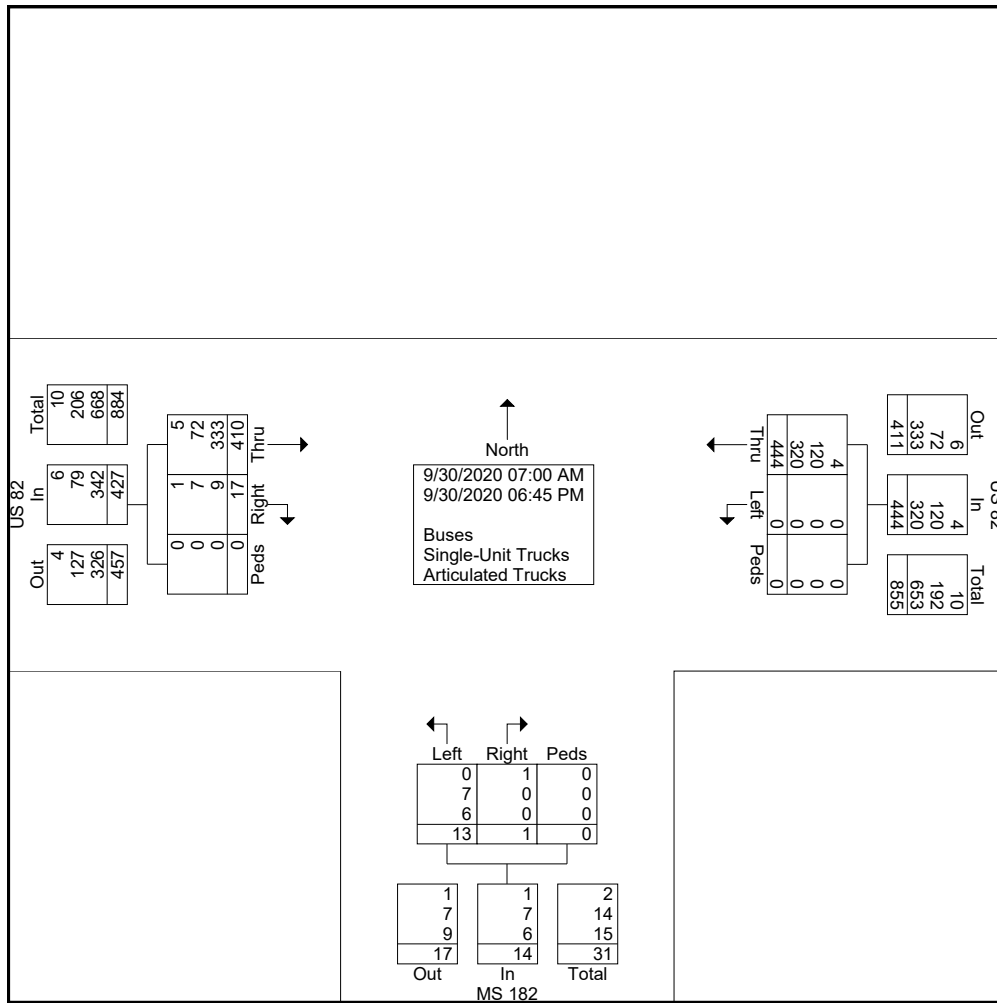 North
9/30/2020 07:00 AM
9/30/2020 06:45 PM
Buses
Single-Unit Trucks
Articulated Trucks
US 82
Total In Out
10 6 4
206 79 127
668 342 326
884 427 457
Thru Right Peds
5 1 0
72 7 0
333 9 0
410 17 0
Thru Left Peds
4 0 0
120 0 0
320 0 0
444 0 0
US 82
Out In Total
6 4 10
72 120 192
333 320 653
411 444 855
Left Right Peds
0 1 0
7 0 0
6 0 0
13 1 0
1 1 2
7 7 14
9 6 15
17 14 31
Out In Total
MS 182